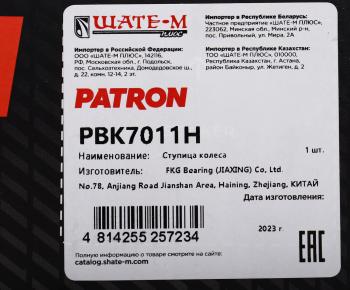 ШАТЕ-М
ПЛЮС
Импортер в Российской Федерации:
ООО «ШАТЕ-М ПЛЮС», 142116,
РФ, Московская обл., г. Подольск,
пос. Сельхозтехника, Домодедовское ш.,
д. 22, комн. 12-14, 2 эт.
Импортер в Республике Беларусь:
Частное предприятие «ШАТЕ-М ПЛЮС»,
223062, Минская обл., Минский р-н,
пос. Привольный, ул. Мира, 2А
Импортер в Республике Казахстан:
ТОО «ШАТЕ-М ПЛЮС», 010000,
Республика Казахстан, г. Астана,
район Байконыр, ул. Жетиген, д. 2
PATRON
PBK7011H
Наименование: Ступица колеса 1 шт.
Изготовитель: FKG Bearing (JIAXING) Co, Ltd.
No.78, Anjiang Road Jianshan Area, Haining, Zhejiang, КИТАЙ
Дата изготовления:
2023 г.
4 814255 257234
EAC
Подробную информацию о товаре смотрите на сайте:
catalog.shate-m.com